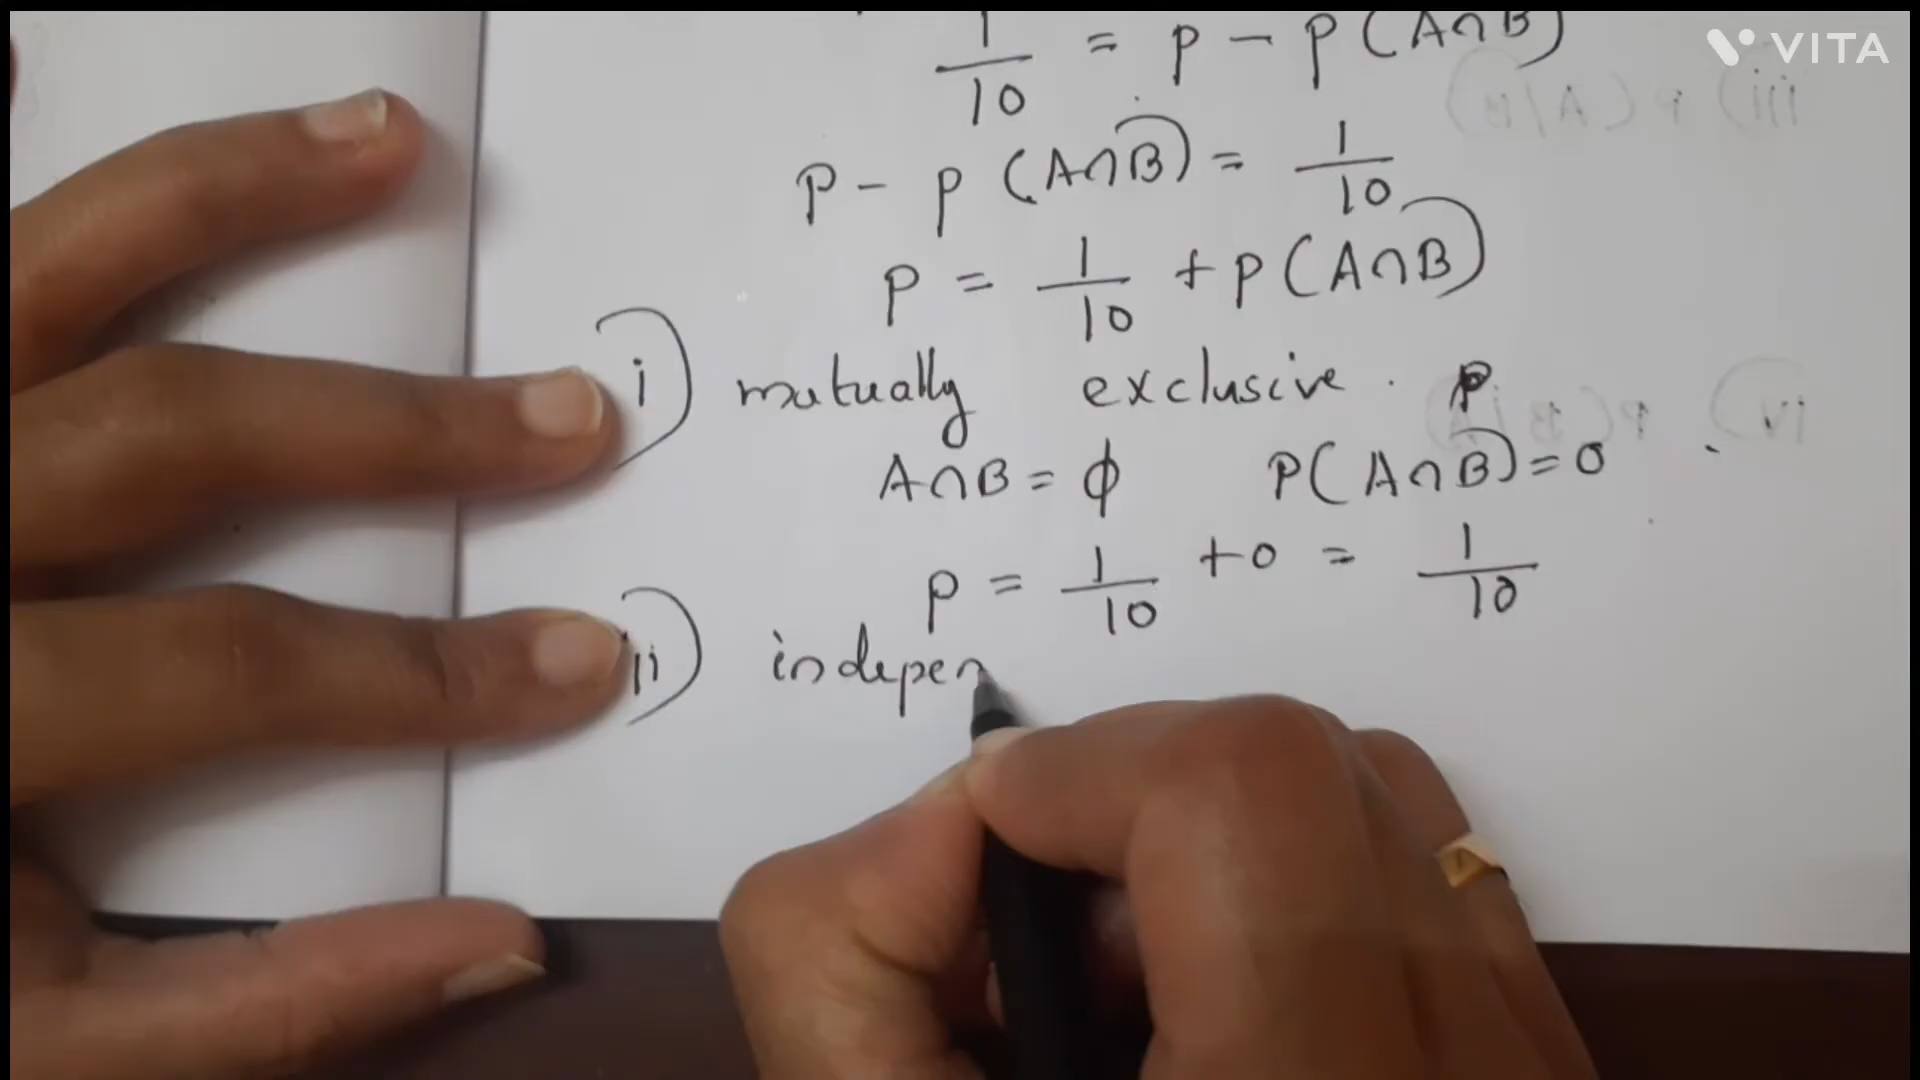 VITA
1/10 = p - p(A∩B)
p - p(A∩B) = 1/10
p = 1/10 + p(A∩B)
i) mutually exclusive. p
A∩B = ϕ P(A∩B) = 0
p = 1/10 + 0 = 1/10
ii) indepen